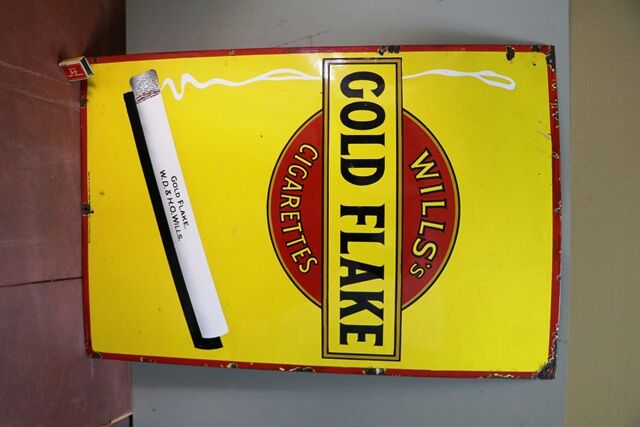 WILLS's
GOLD FLAKE
CIGARETTES
GOLD FLAKE.
W.D. & H.O. WILLS.